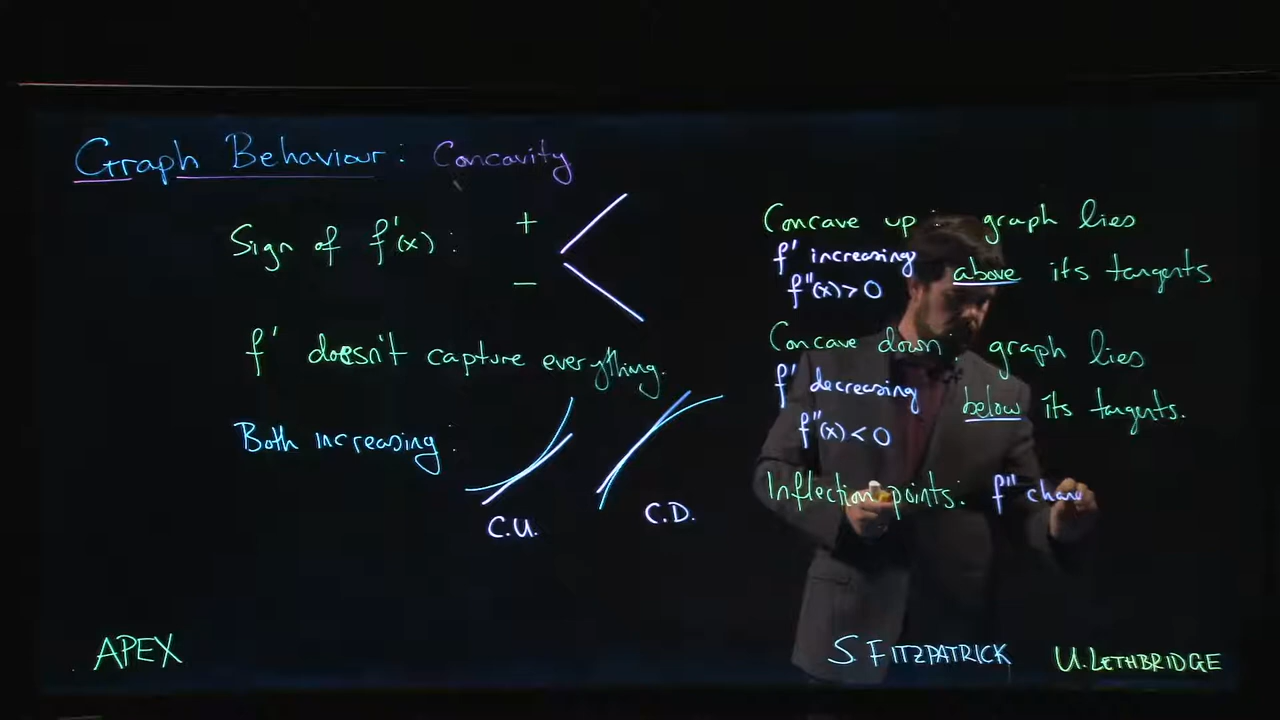 Graph Behaviour: Concavity
Sign of f'(x): + −
f' doesn't capture everything.
Both increasing:
C.U.
C.D.
Concave up: graph lies
above its tangents
f' increasing
f''(x) > 0
Concave down: graph lies
below its tangents.
f' decreasing
f''(x) < 0
Inflection points: f'' chan
APEX
S. FITZPATRICK
U. LETHBRIDGE